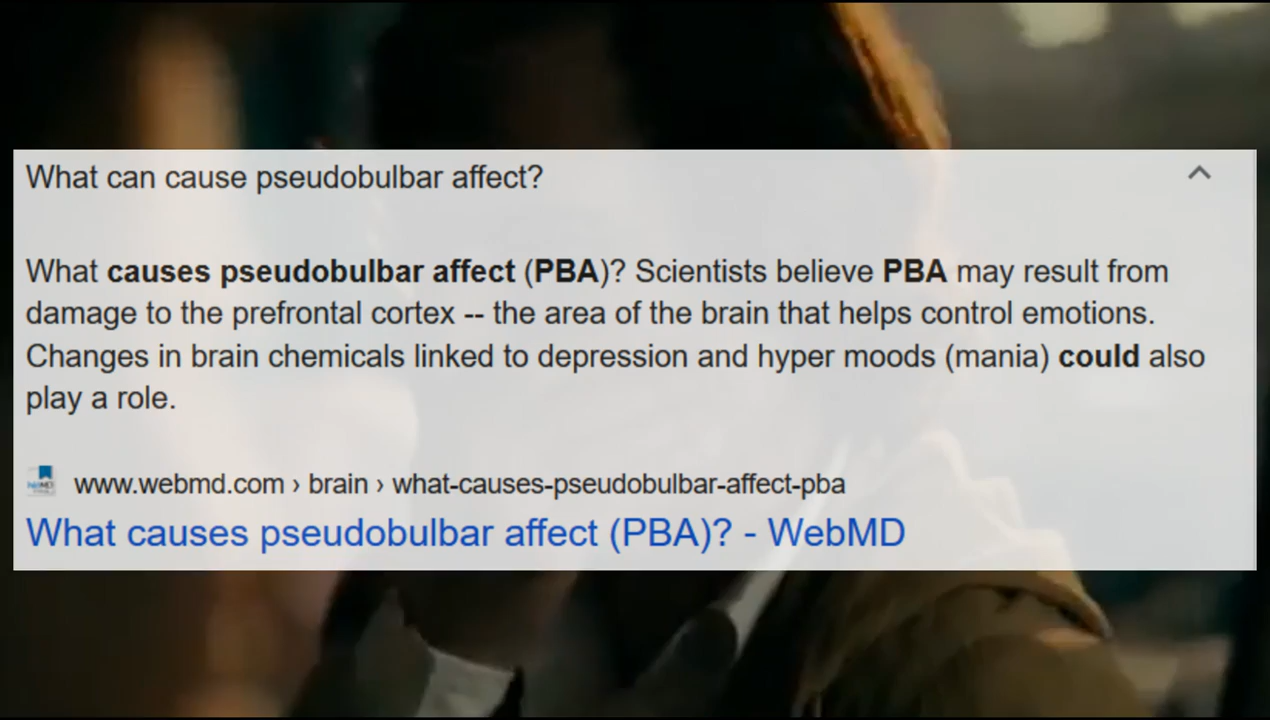 What can cause pseudobulbar affect?
What causes pseudobulbar affect (PBA)? Scientists believe PBA may result from
damage to the prefrontal cortex -- the area of the brain that helps control emotions.
Changes in brain chemicals linked to depression and hyper moods (mania) could also
play a role.
www.webmd.com › brain › what-causes-pseudobulbar-affect-pba
What causes pseudobulbar affect (PBA)? - WebMD